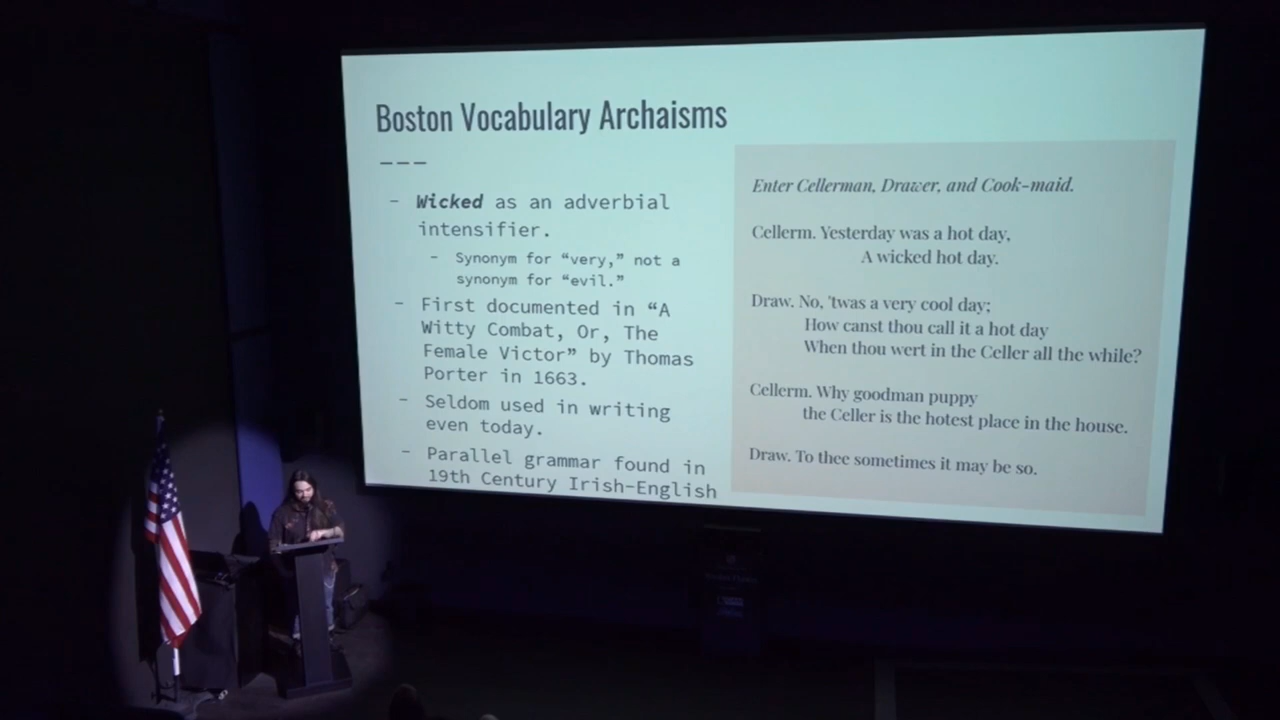 Boston Vocabulary Archaisms
---
- Wicked as an adverbial
intensifier.
- Synonym for “very,” not a
synonym for “evil.”
- First documented in “A
Witty Combat, Or, The
Female Victor” by Thomas
Porter in 1663.
- Seldom used in writing
even today.
- Parallel grammar found in
19th Century Irish-English
Enter Cellerman, Drawer, and Cook-maid.
Cellerm. Yesterday was a hot day,
A wicked hot day.
Draw. No, 'twas a very cool day;
How canst thou call it a hot day
When thou wert in the Celler all the while?
Cellerm. Why goodman puppy
the Celler is the hotest place in the house.
Draw. To thee sometimes it may be so.